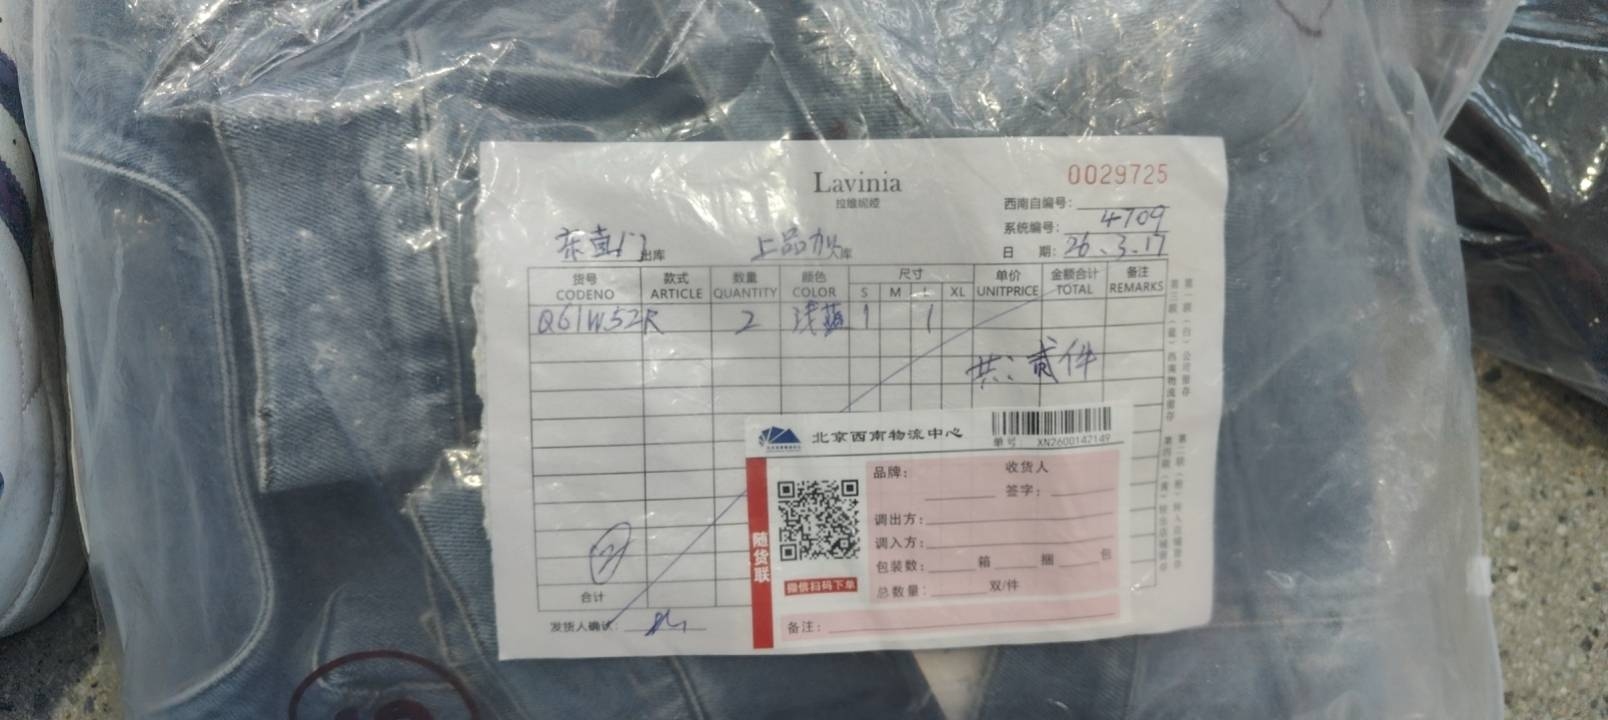 Lavinia
拉维妮娅
0029725
西南自编号：
系统编号： 4709
日 期： 26.3.17
东直门 出库 上品加 库
货号 款式 数量 颜色 尺寸 单价 金额合计 备注
CODENO ARTICLE QUANTITY COLOR S M L XL UNITPRICE TOTAL REMARKS
Q61W52R 2 浅蓝 1 1
共：贰件
2
合计
发货人确认：
北京西南物流中心
单号 XN2600142149
随货联
微信扫码下单
品牌： 收货人
签字：
调出方：
调入方：
包装数： 箱 捆 包
总数量： 双/件
备注：